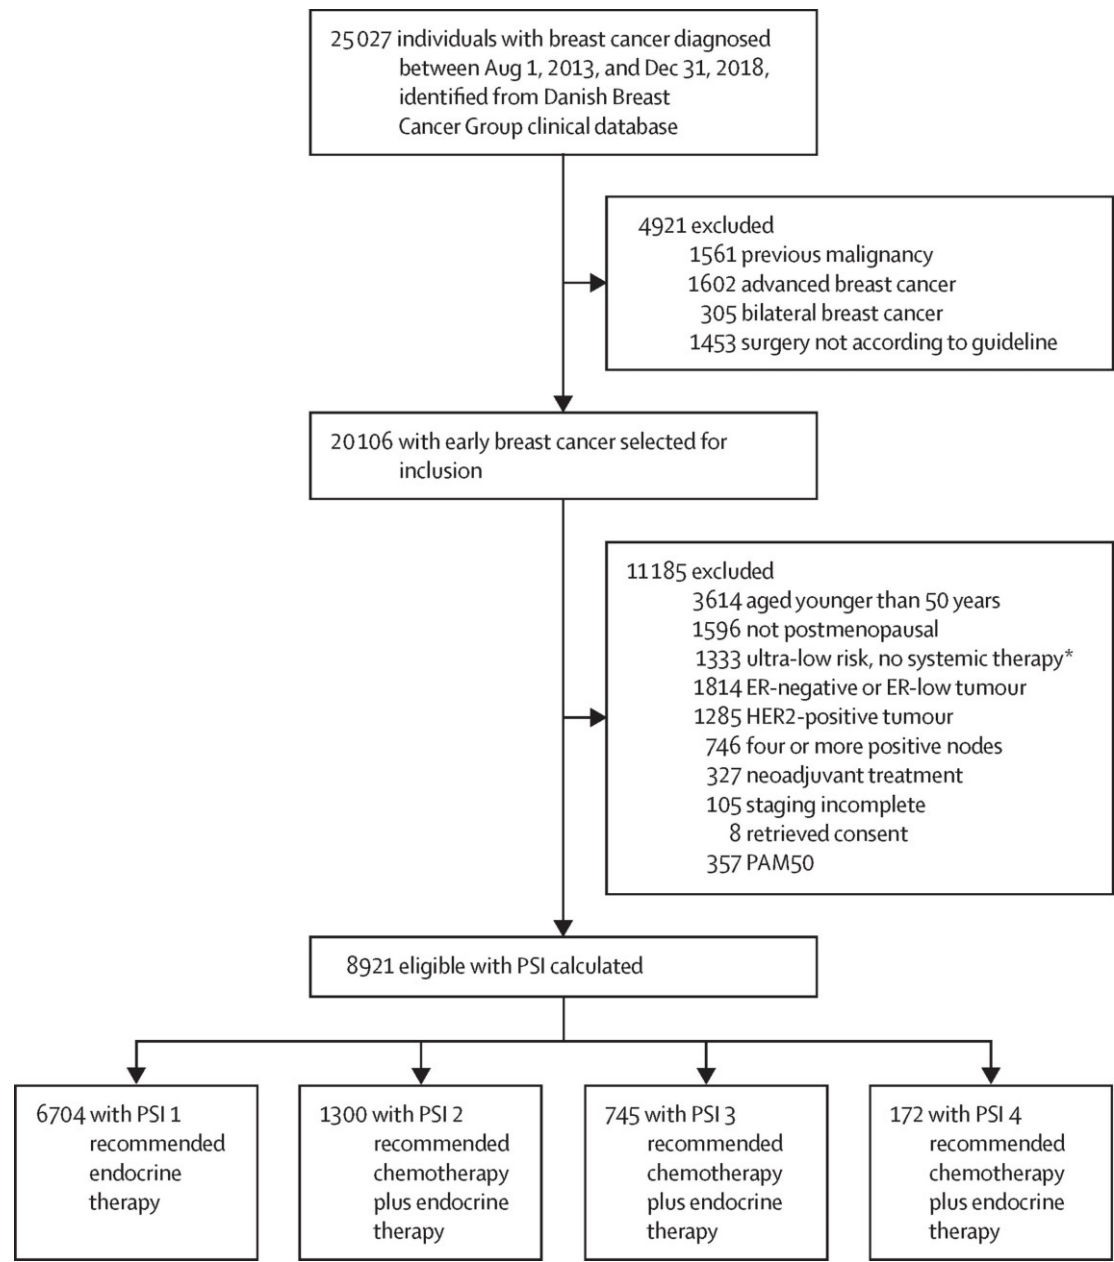 25027 individuals with breast cancer diagnosed
between Aug 1, 2013, and Dec 31, 2018,
identified from Danish Breast
Cancer Group clinical database
4921 excluded
1561 previous malignancy
1602 advanced breast cancer
305 bilateral breast cancer
1453 surgery not according to guideline
20106 with early breast cancer selected for
inclusion
11185 excluded
3614 aged younger than 50 years
1596 not postmenopausal
1333 ultra-low risk, no systemic therapy*
1814 ER-negative or ER-low tumour
1285 HER2-positive tumour
746 four or more positive nodes
327 neoadjuvant treatment
105 staging incomplete
8 retrieved consent
357 PAM50
8921 eligible with PSI calculated
6704 with PSI 1
recommended
endocrine
therapy
1300 with PSI 2
recommended
chemotherapy
plus endocrine
therapy
745 with PSI 3
recommended
chemotherapy
plus endocrine
therapy
172 with PSI 4
recommended
chemotherapy
plus endocrine
therapy